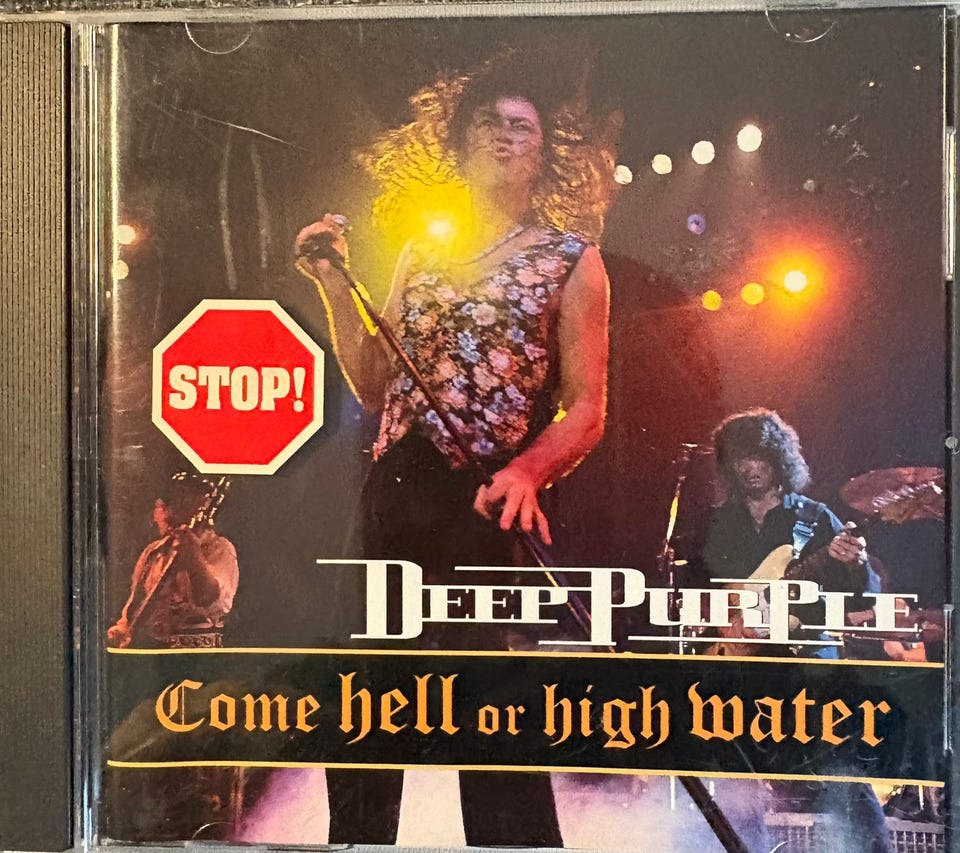 STOP!
DEEP PURPLE
Come hell or high water